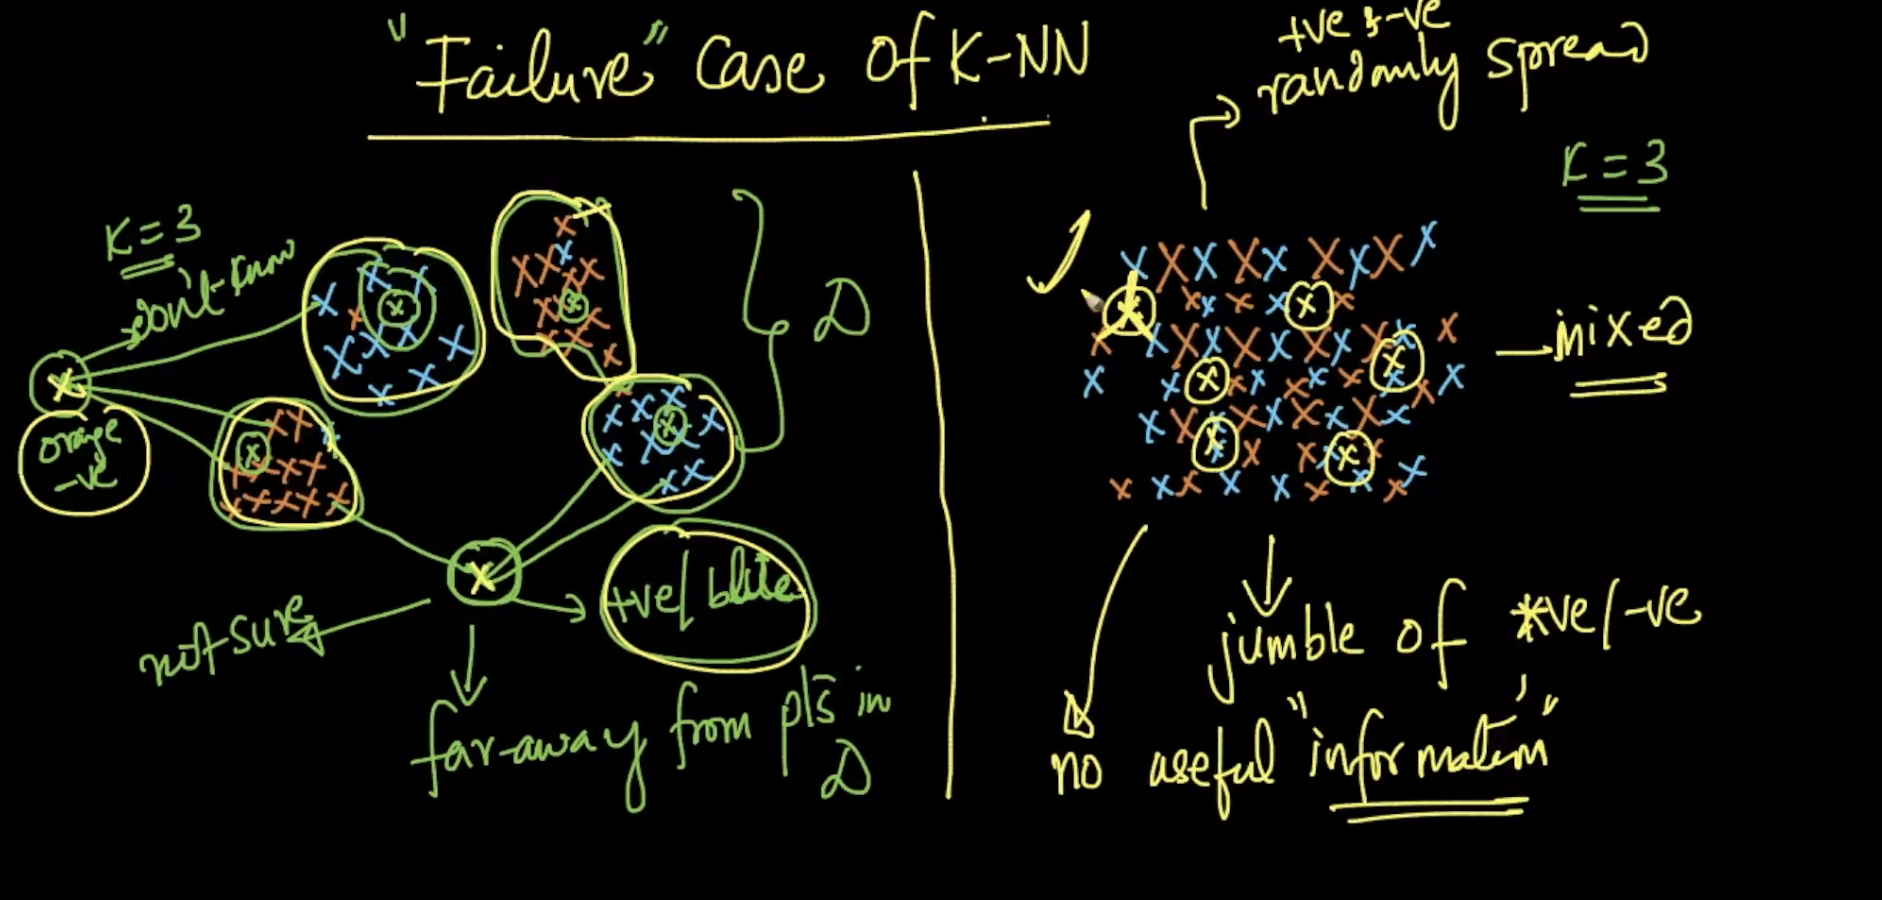 "Failure" Case Of K-NN
+ve & -ve
randomly spread
K=3
K=3
don't-know
D
mixed
orange
-ve
+ve/ blue
not-sure
far-away from pts in
D
jumble of +ve/-ve
no useful "information"